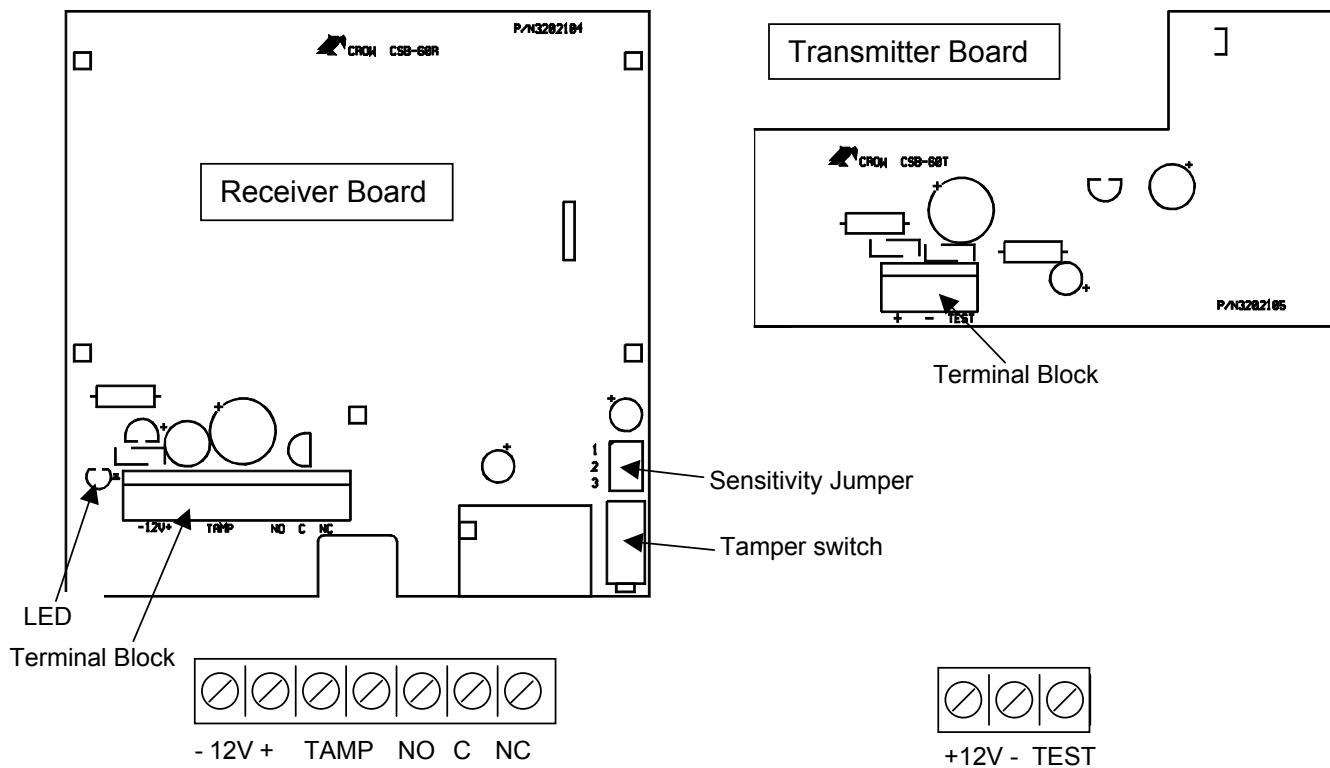 P/N3202104
CROW CSB-60R
Receiver Board
1
2
3
-12V+ TAMP NO C NC
Sensitivity Jumper
Tamper switch
LED
Terminal Block
- 12V + TAMP NO C NC
Transmitter Board
CROW CSB-60T
+ - TEST
P/N3202105
Terminal Block
+12V - TEST